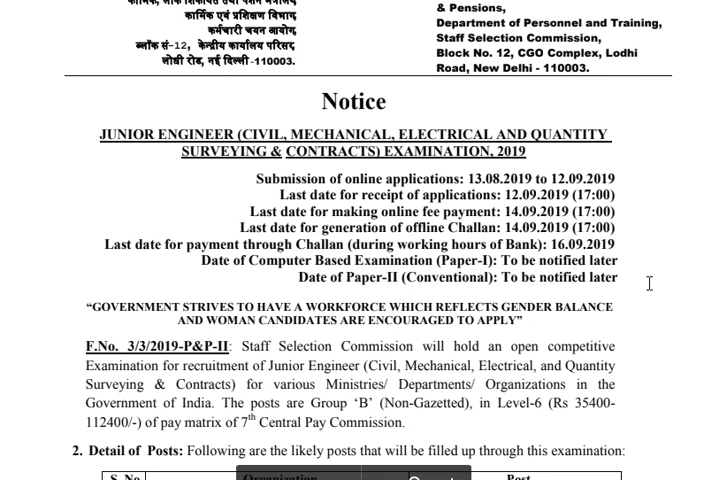 कार्मिक, लोक शिकायत तथा पेंशन मंत्रालय,
कार्मिक एवं प्रशिक्षण विभाग,
कर्मचारी चयन आयोग,
ब्लॉक सं-12, केन्द्रीय कार्यालय परिसर,
लोधी रोड, नई दिल्ली-110003.
& Pensions,
Department of Personnel and Training,
Staff Selection Commission,
Block No. 12, CGO Complex, Lodhi
Road, New Delhi - 110003.
Notice
JUNIOR ENGINEER (CIVIL, MECHANICAL, ELECTRICAL AND QUANTITY
SURVEYING & CONTRACTS) EXAMINATION, 2019
Submission of online applications: 13.08.2019 to 12.09.2019
Last date for receipt of applications: 12.09.2019 (17:00)
Last date for making online fee payment: 14.09.2019 (17:00)
Last date for generation of offline Challan: 14.09.2019 (17:00)
Last date for payment through Challan (during working hours of Bank): 16.09.2019
Date of Computer Based Examination (Paper-I): To be notified later
Date of Paper-II (Conventional): To be notified later
“GOVERNMENT STRIVES TO HAVE A WORKFORCE WHICH REFLECTS GENDER BALANCE
AND WOMAN CANDIDATES ARE ENCOURAGED TO APPLY”
F.No. 3/3/2019-P&P-II: Staff Selection Commission will hold an open competitive
Examination for recruitment of Junior Engineer (Civil, Mechanical, Electrical, and Quantity
Surveying & Contracts) for various Ministries/ Departments/ Organizations in the
Government of India. The posts are Group ‘B’ (Non-Gazetted), in Level-6 (Rs 35400-
112400/-) of pay matrix of 7th Central Pay Commission.
2. Detail of Posts: Following are the likely posts that will be filled up through this examination:
S. No Organization Post